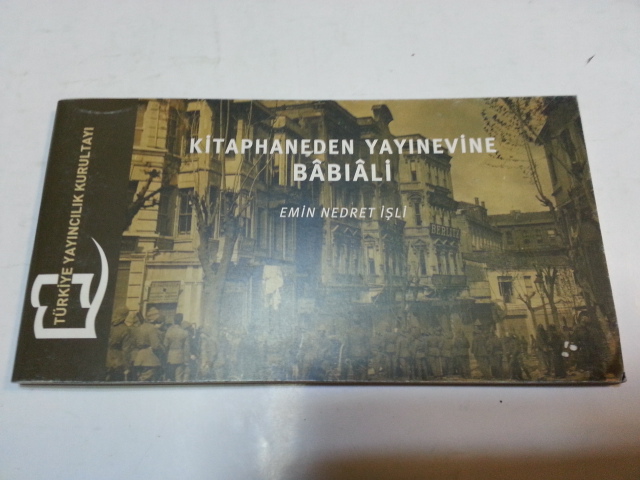 KİTAPHANEDEN YAYINEVİNE
BÂBIÂLİ
EMİN NEDRET İŞLİ
TÜRKİYE YAYINCILIK KURULTAYI